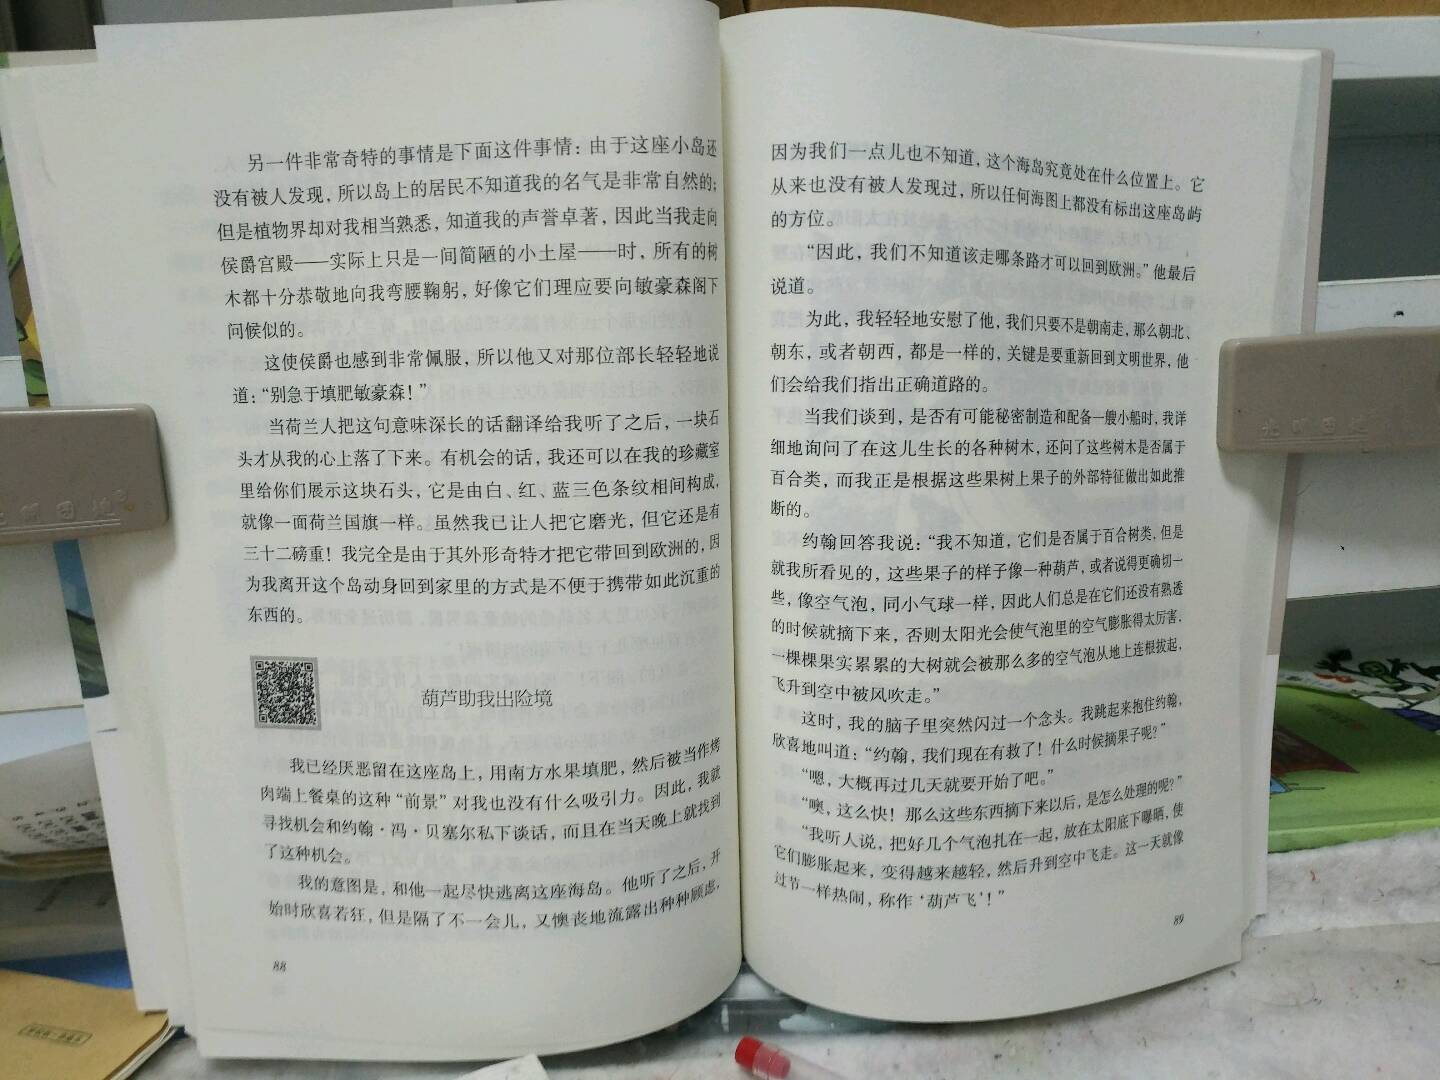 另一件非常奇特的事情是下面这件事情：由于这座小岛还
没有被人发现，所以岛上的居民不知道我的名气是非常自然的；
但是植物界却对我相当熟悉，知道我的声誉卓著，因此当我走向
侯爵宫殿——实际上只是一间简陋的小土屋——时，所有的树
木都十分恭敬地向我弯腰鞠躬，好像它们理应要向敏豪森阁下
问候似的。
这使侯爵也感到非常佩服，所以他又对那位部长轻轻地说
道：“别急于填肥敏豪森！”
当荷兰人把这句意味深长的话翻译给我听了之后，一块石
头才从我的心上落了下来。有机会的话，我还可以在我的珍藏室
里给你们展示这块石头，它是由白、红、蓝三色条纹相间构成，
就像一面荷兰国旗一样。虽然我已让人把它磨光，但它还是有
三十二磅重！我完全是由于其外形奇特才把它带回到欧洲的，因
为我离开这个岛动身回到家里的方式是不便于携带如此沉重的
东西的。
葫芦助我出险境
我已经厌恶留在这座岛上，用南方水果填肥，然后被当作烤
肉端上餐桌的这种“前景”对我也没有什么吸引力。因此，我就
寻找机会和约翰·冯·贝塞尔私下谈话，而且在当天晚上就找到
了这种机会。
我的意图是，和他一起尽快逃离这座海岛。他听了之后，开
始时欣喜若狂，但是隔了不一会儿，又懊丧地流露出种种顾虑，
88
因为我们一点儿也不知道，这个海岛究竟处在什么位置上。它
从来也没有被人发现过，所以任何海图上都没有标出这座岛屿
的方位。
“因此，我们不知道该走哪条路才可以回到欧洲。”他最后
说道。
为此，我轻轻地安慰了他，我们只要不是朝南走，那么朝北、
朝东，或者朝西，都是一样的，关键是要重新回到文明世界，他
们会给我们指出正确道路的。
当我们谈到，是否有可能秘密制造和配备一艘小船时，我详
细地询问了在这儿生长的各种树木，还问了这些树木是否属于
百合类，而我正是根据这些果树上果子的外部特征做出如此推
断的。
约翰回答我说：“我不知道，它们是否属于百合树类，但是
就我所看见的，这些果子的样子像一种葫芦，或者说得更确切一
些，像空气泡，同小气球一样，因此人们总是在它们还没有熟透
的时候就摘下来，否则太阳光会使气泡里的空气膨胀得太厉害，
一棵棵果实累累的大树就会被那么多的空气泡从地上连根拔起，
飞升到空中被风吹走。”
这时，我的脑子里突然闪过一个念头。我跳起来抱住约翰，
欣喜地叫道：“约翰，我们现在有救了！什么时候摘果子呢？”
“嗯，大概再过几天就要开始了吧。”
“噢，这么快！那么这些东西摘下来以后，是怎么处理的呢？”
“我听人说，把好几个气泡扎在一起，放在太阳底下曝晒，使
它们膨胀起来，变得越来越轻，然后升到空中飞走。这一天就像
过节一样热闹，称作‘葫芦飞’！”
89